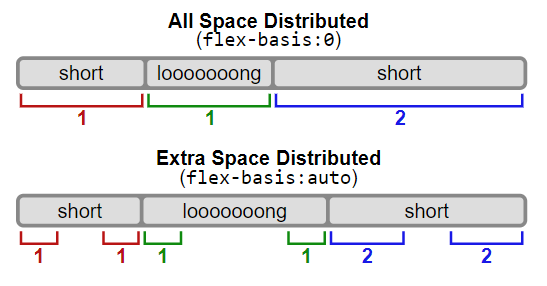 All Space Distributed
(flex-basis:0)
short looooooong short
1 1 2
Extra Space Distributed
(flex-basis:auto)
short looooooong short
1 1 1 1 2 2